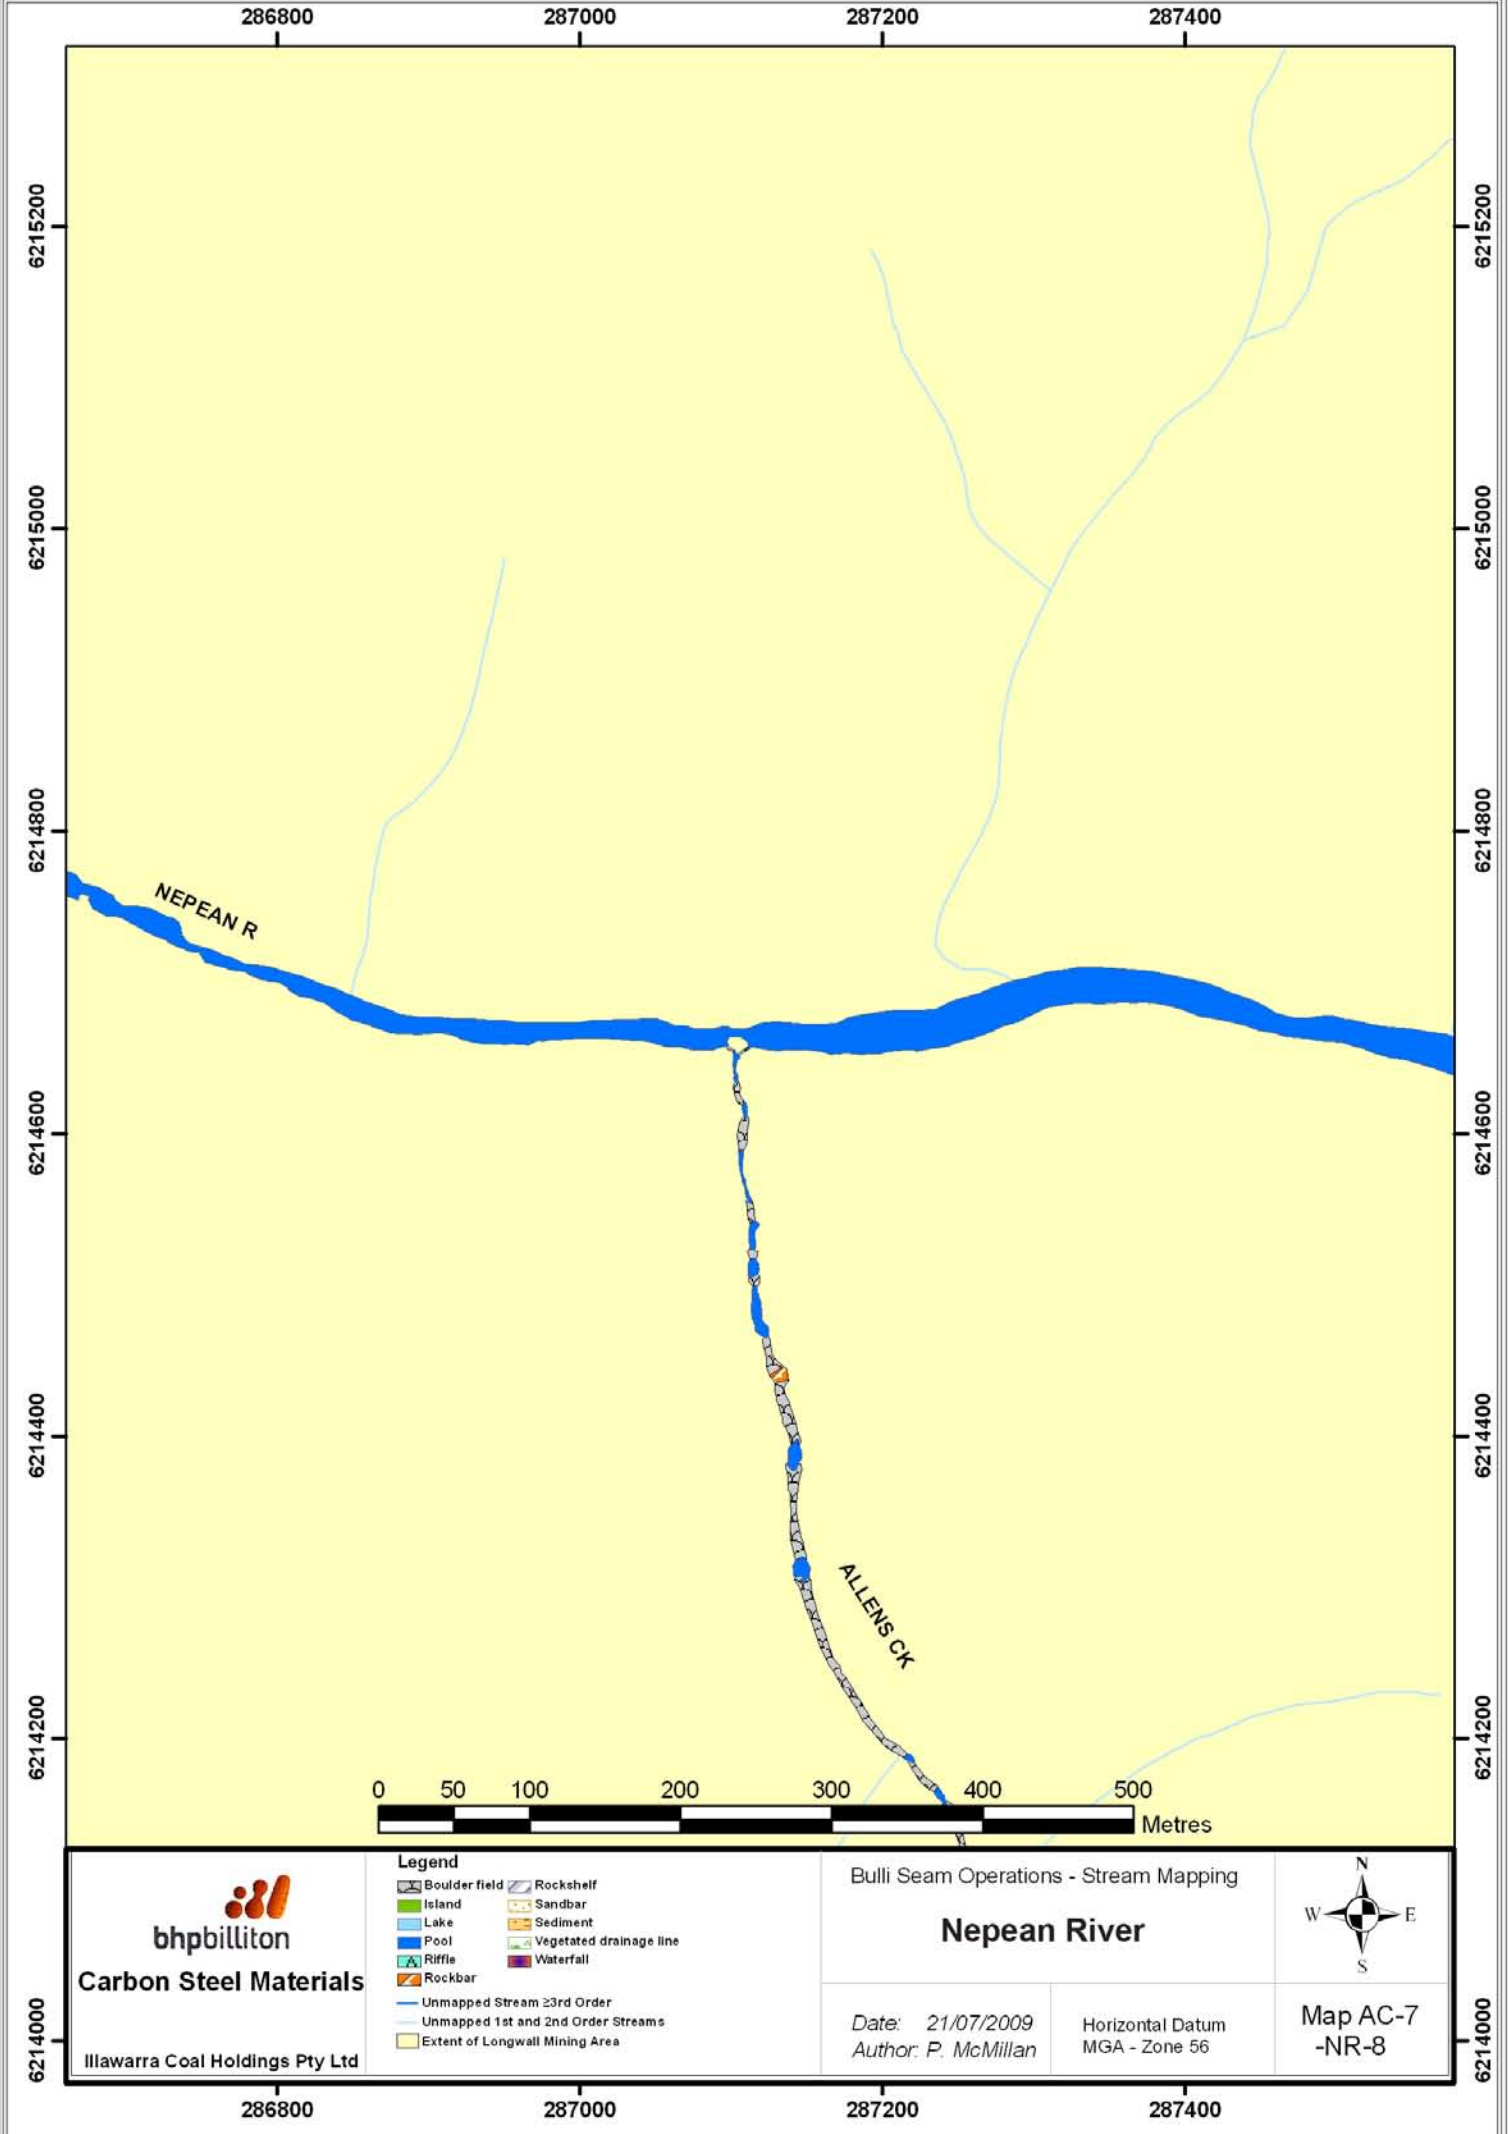 286800 287000 287200 287400
6215200 6215200
6215000 6215000
6214800 6214800
NEPEAN R
6214600 6214600
6214400 6214400
ALLENS CK
6214200 6214200
0 50 100 200 300 400 500
Metres
bhpbilliton
Carbon Steel Materials
Illawarra Coal Holdings Pty Ltd
Legend
Boulder field Rockshelf
Island Sandbar
Lake Sediment
Pool Vegetated drainage line
Riffle Waterfall
Rockbar
Unmapped Stream ≥3rd Order
Unmapped 1st and 2nd Order Streams
Extent of Longwall Mining Area
Bulli Seam Operations - Stream Mapping
Nepean River
Date: 21/07/2009
Author: P. McMillan
Horizontal Datum
MGA - Zone 56
N
W E
S
Map AC-7
-NR-8
6214000 6214000
286800 287000 287200 287400